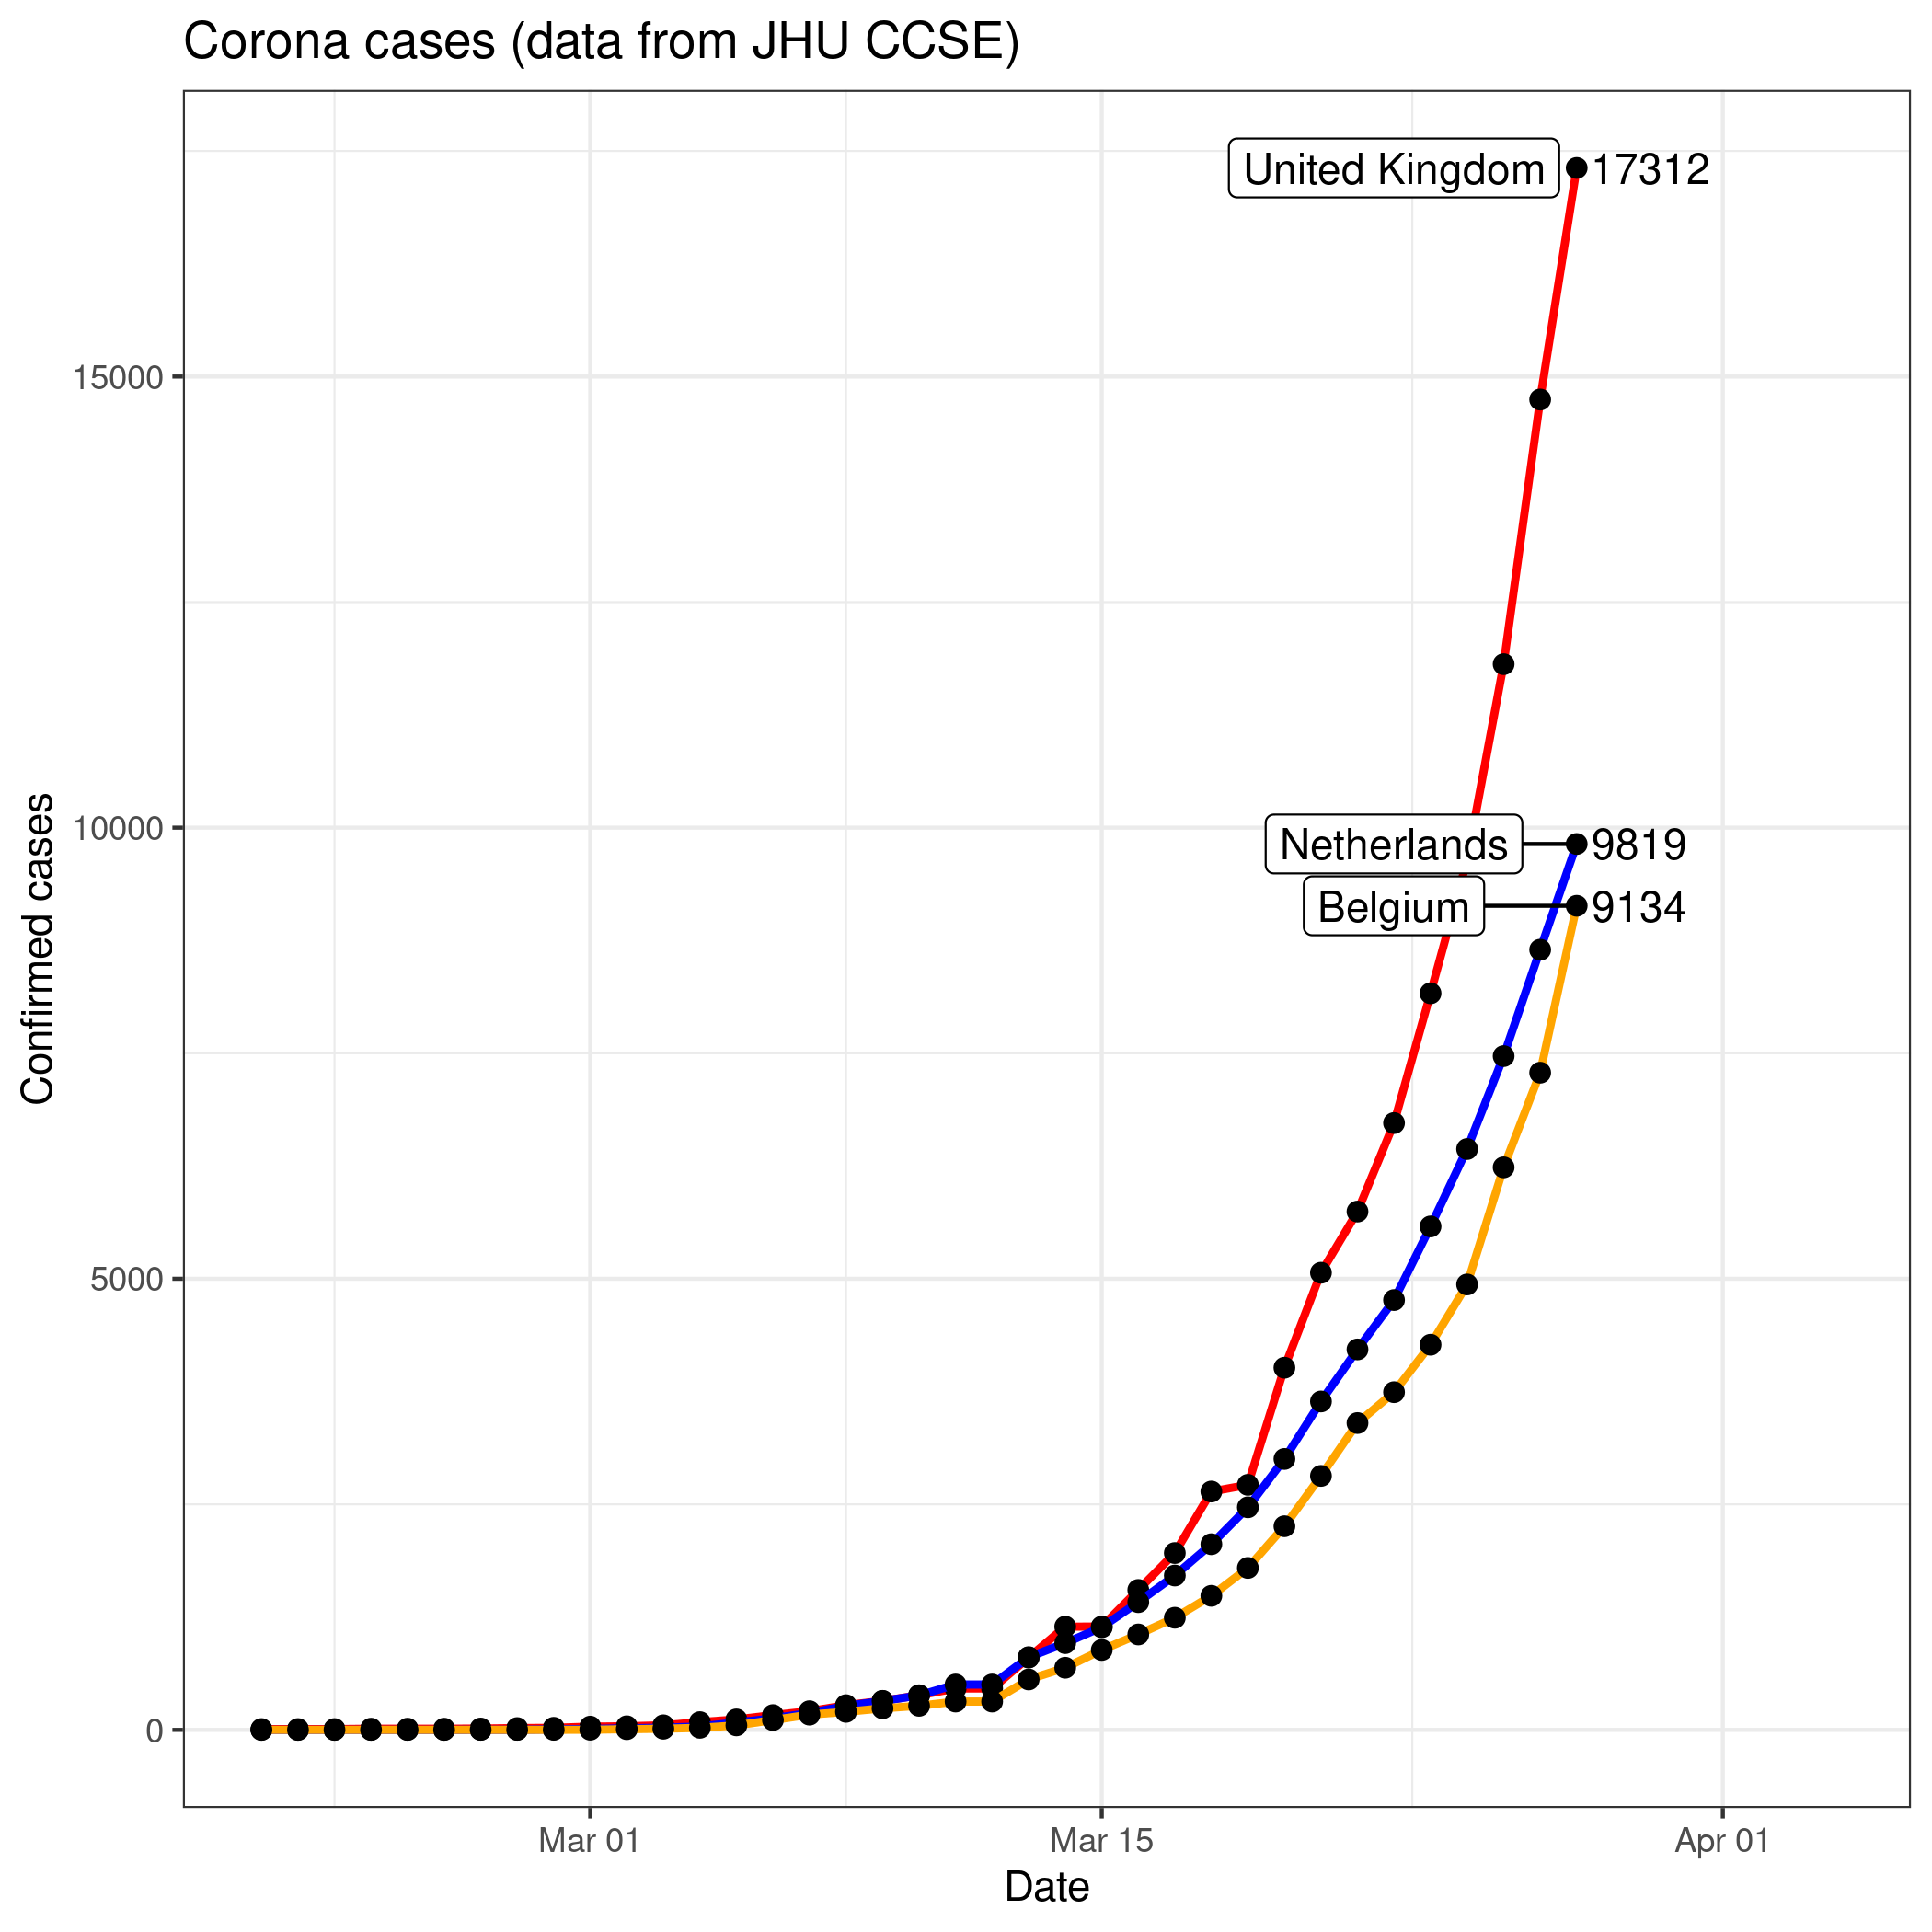 Corona cases (data from JHU CCSE)
United Kingdom 17312
15000
10000
Netherlands 9819
Belgium 9134
Confirmed cases
5000
0
Mar 01 Mar 15 Apr 01
Date